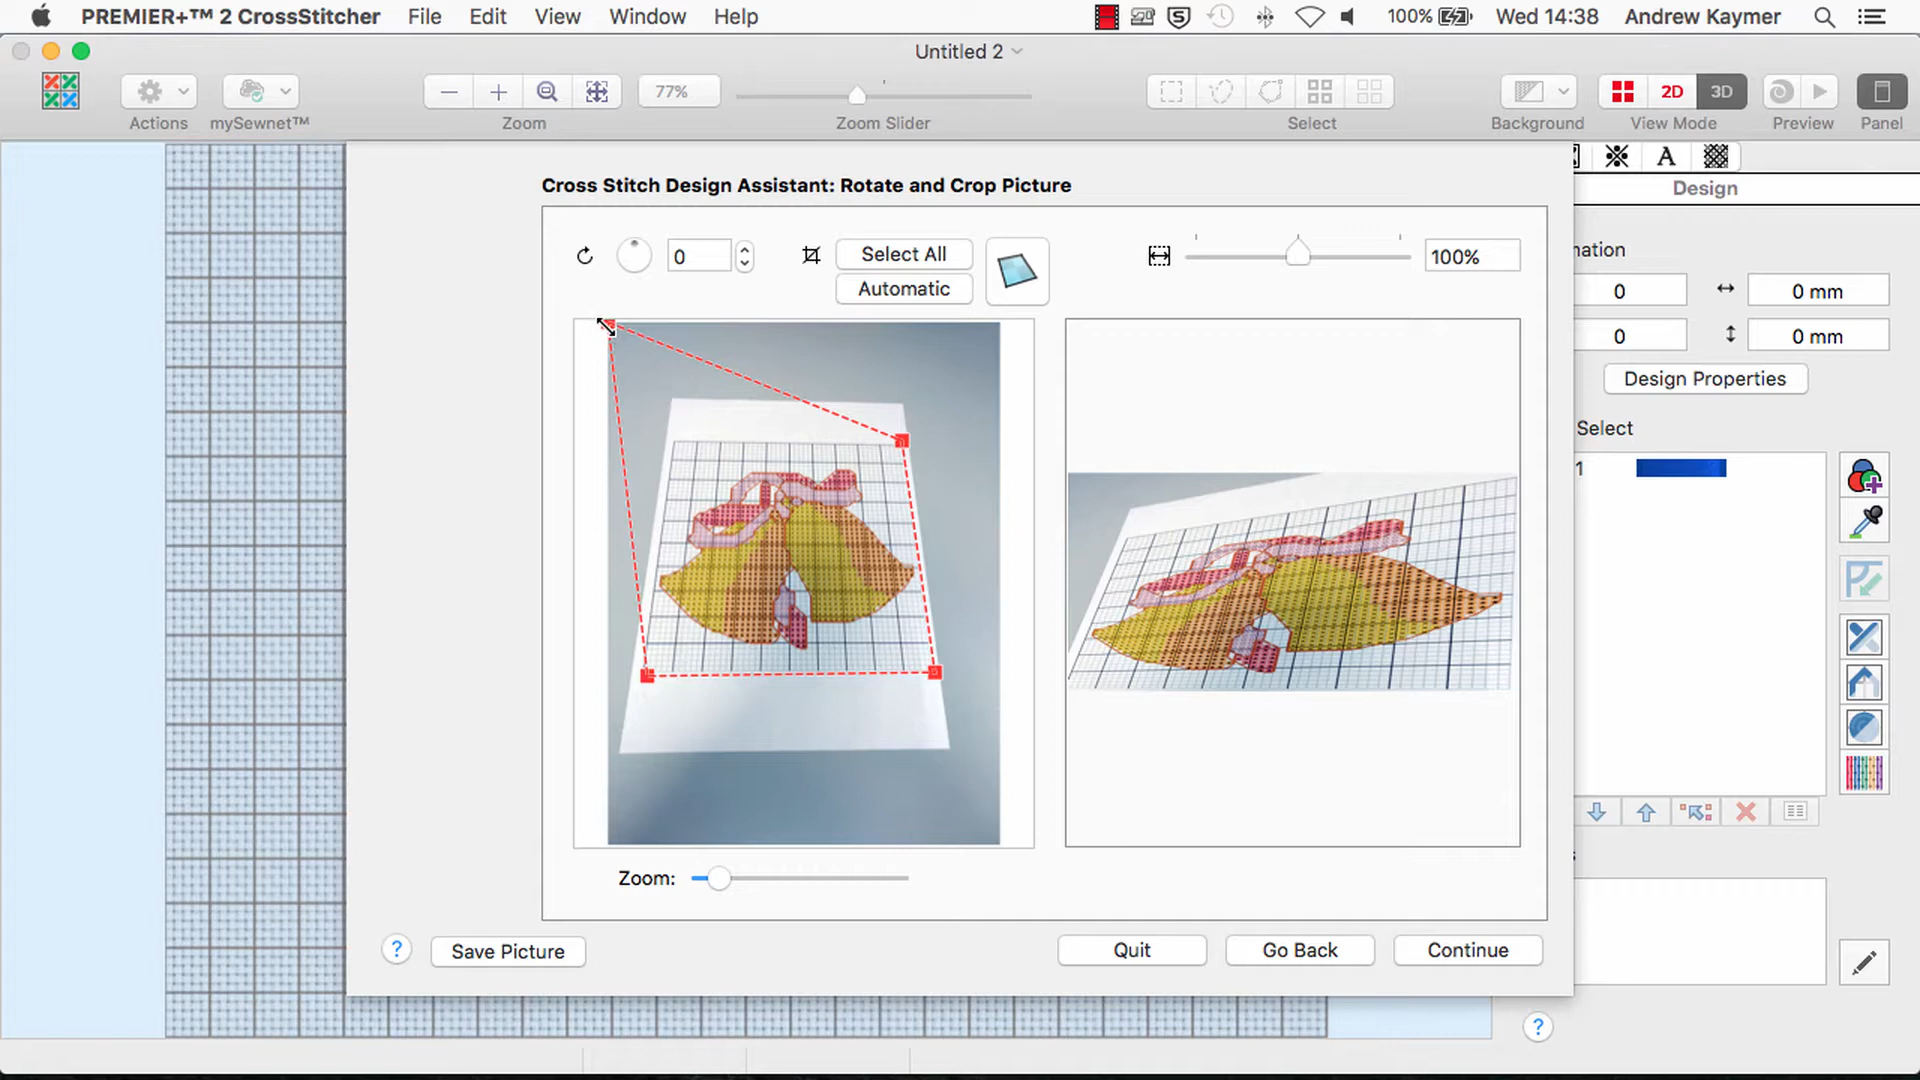 PREMIER+™ 2 CrossStitcher File Edit View Window Help 100% Wed 14:38 Andrew Kaymer
Untitled 2
77% 2D 3D
Actions mySewnet™ Zoom Zoom Slider Select Background View Mode Preview Panel
A
Cross Stitch Design Assistant: Rotate and Crop Picture
Design
0 Select All 100%
Automatic
mation
0 0 mm
0 0 mm
Design Properties
Select
1
Zoom:
? Save Picture Quit Go Back Continue
?